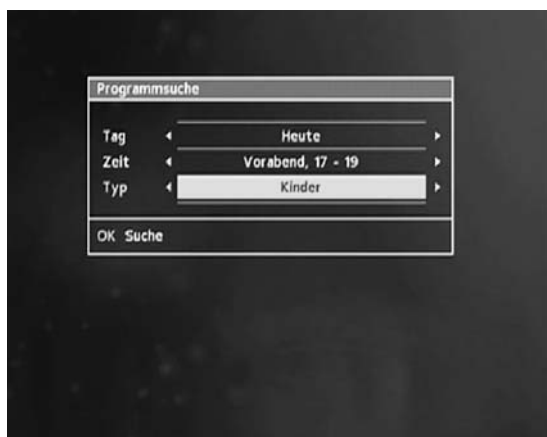 Programmsuche
Tag Heute
Zeit Vorabend, 17 - 19
Typ Kinder
OK Suche